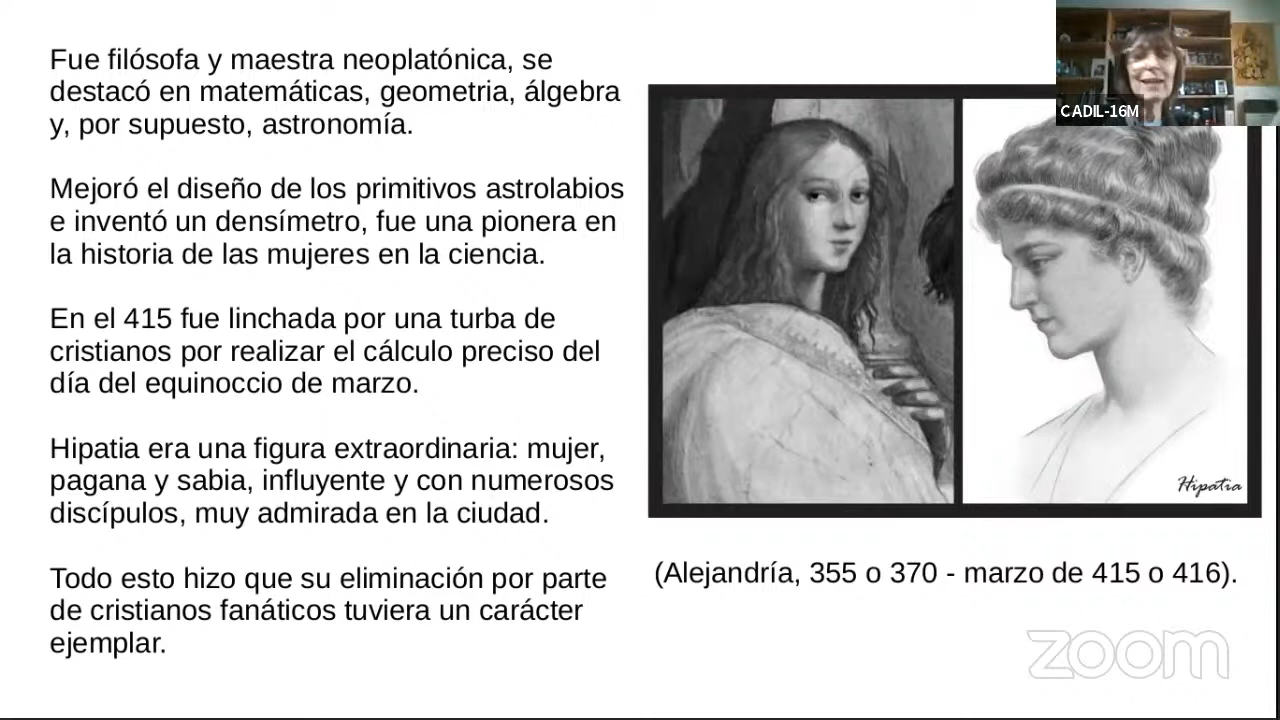 Fue filósofa y maestra neoplatónica, se
destacó en matemáticas, geometria, álgebra
y, por supuesto, astronomía.
Mejoró el diseño de los primitivos astrolabios
e inventó un densímetro, fue una pionera en
la historia de las mujeres en la ciencia.
En el 415 fue linchada por una turba de
cristianos por realizar el cálculo preciso del
día del equinoccio de marzo.
Hipatia era una figura extraordinaria: mujer,
pagana y sabia, influyente y con numerosos
discípulos, muy admirada en la ciudad.
Todo esto hizo que su eliminación por parte
de cristianos fanáticos tuviera un carácter
ejemplar.
CADIL-16M
Hipatia
(Alejandría, 355 o 370 - marzo de 415 o 416).
zoom